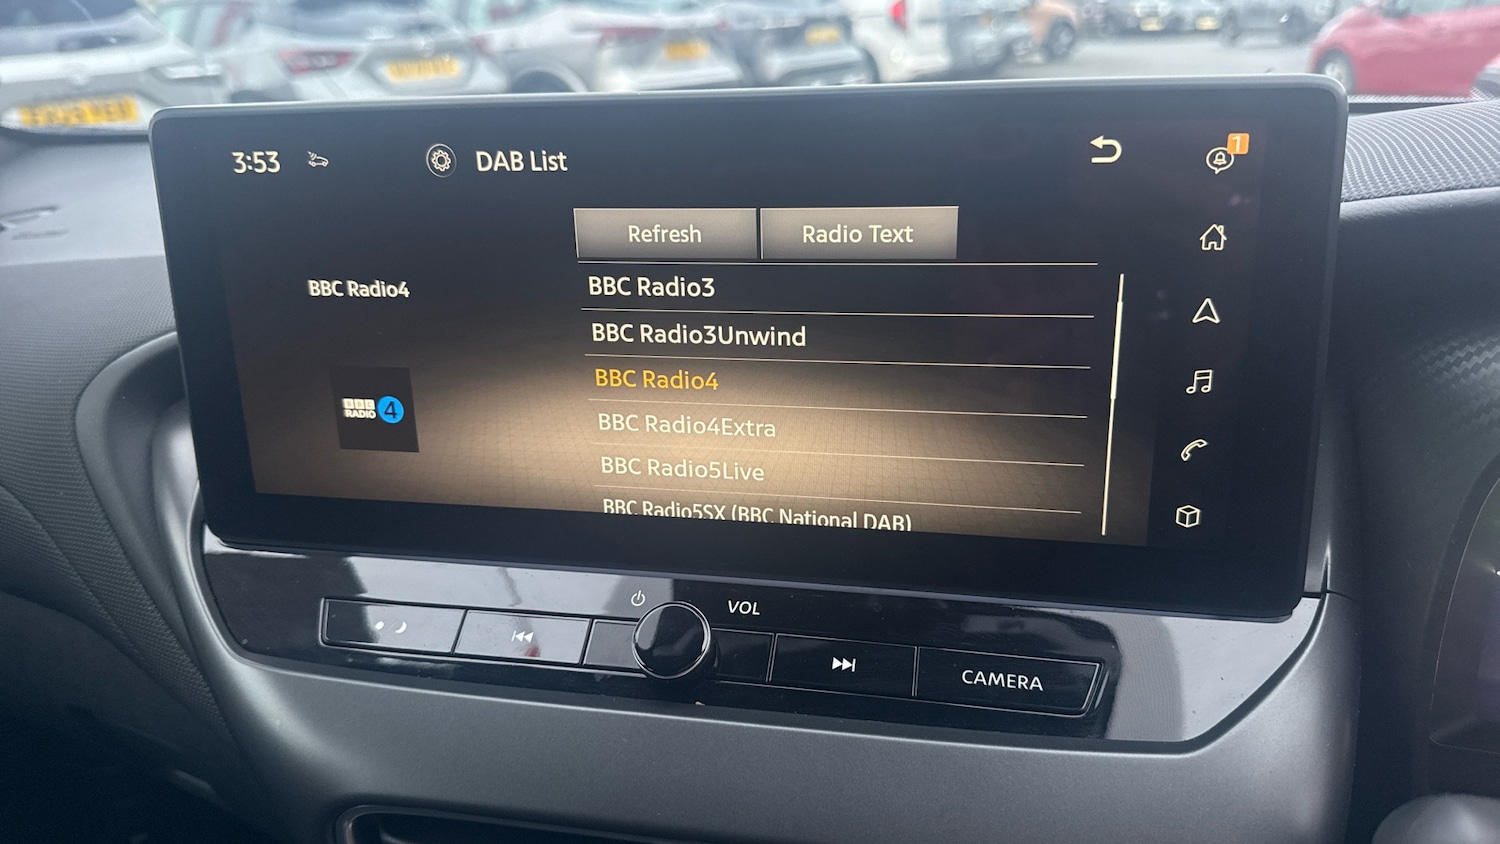 3:53
DAB List
1
Refresh
Radio Text
BBC Radio4
BBC Radio3
BBC Radio3Unwind
BBC Radio4
BBC RADIO 4
BBC Radio4Extra
BBC Radio5Live
BBC Radio5SX (BBC National DAB)
VOL
CAMERA